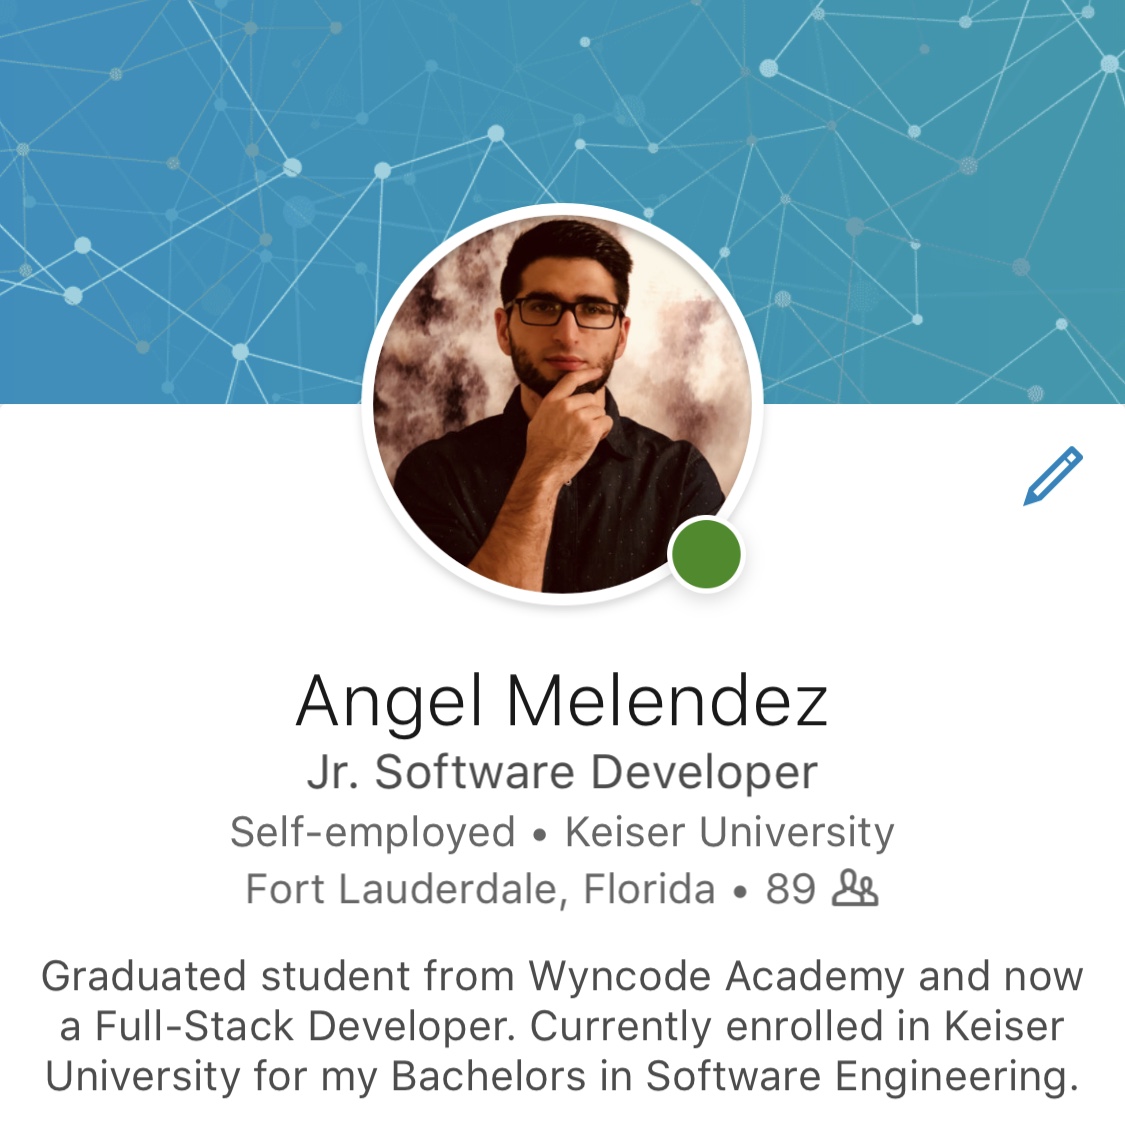 Angel Melendez
Jr. Software Developer
Self-employed • Keiser University
Fort Lauderdale, Florida • 89
Graduated student from Wyncode Academy and now
a Full-Stack Developer. Currently enrolled in Keiser
University for my Bachelors in Software Engineering.